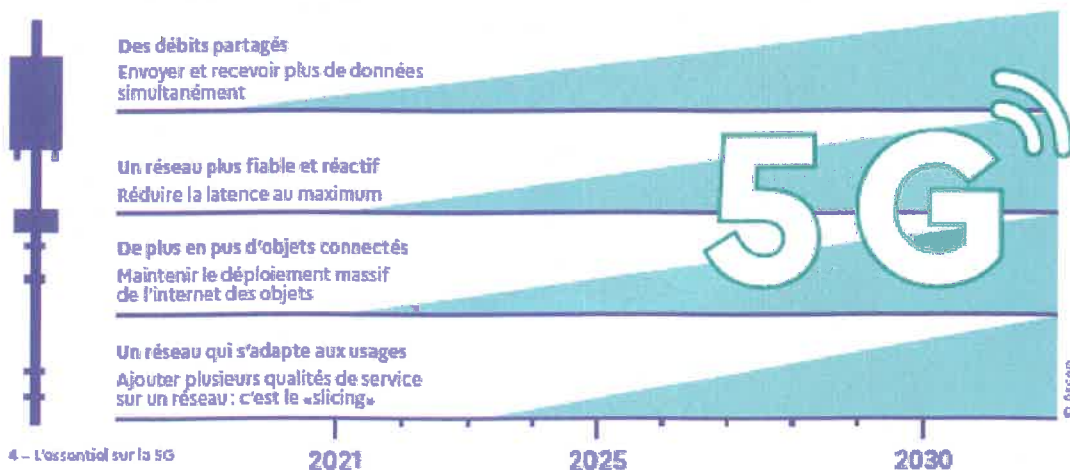 Des débits partagés
Envoyer et recevoir plus de données
simultanément
Un réseau plus fiable et réactif
Réduire la latence au maximum
De plus en pus d'objets connectés
Maintenir le déploiement massif
de l'internet des objets
Un réseau qui s'adapte aux usages
Ajouter plusieurs qualités de service
sur un réseau : c'est le «slicing»
5G
© Arcep
4 – L'essentiel sur la 5G
2021
2025
2030